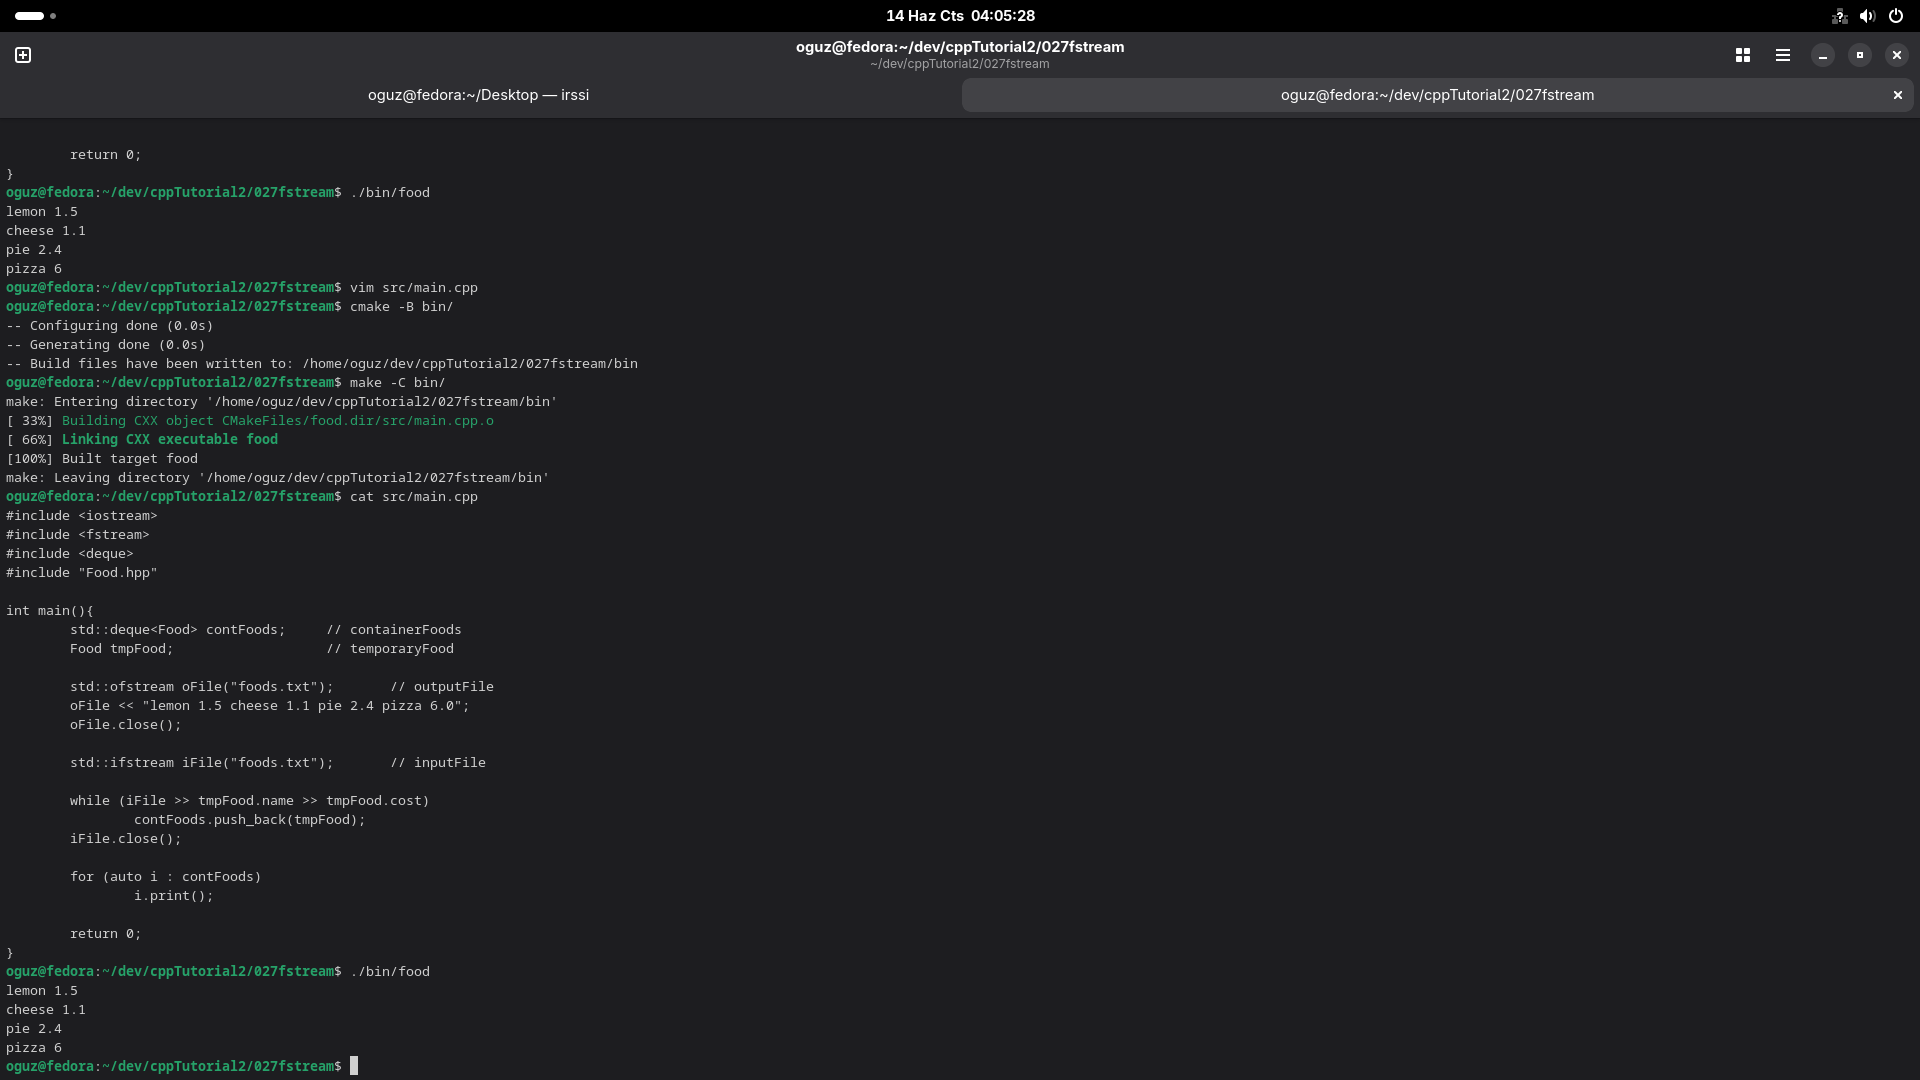 14 Haz Cts  04:05:28
oguz@fedora:~/dev/cppTutorial2/027fstream
~/dev/cppTutorial2/027fstream
oguz@fedora:~/Desktop — irssi
oguz@fedora:~/dev/cppTutorial2/027fstream
        return 0;
}
oguz@fedora:~/dev/cppTutorial2/027fstream$ ./bin/food
lemon 1.5
cheese 1.1
pie 2.4
pizza 6
oguz@fedora:~/dev/cppTutorial2/027fstream$ vim src/main.cpp
oguz@fedora:~/dev/cppTutorial2/027fstream$ cmake -B bin/
-- Configuring done (0.0s)
-- Generating done (0.0s)
-- Build files have been written to: /home/oguz/dev/cppTutorial2/027fstream/bin
oguz@fedora:~/dev/cppTutorial2/027fstream$ make -C bin/
make: Entering directory '/home/oguz/dev/cppTutorial2/027fstream/bin'
[ 33%] Building CXX object CMakeFiles/food.dir/src/main.cpp.o
[ 66%] Linking CXX executable food
[100%] Built target food
make: Leaving directory '/home/oguz/dev/cppTutorial2/027fstream/bin'
oguz@fedora:~/dev/cppTutorial2/027fstream$ cat src/main.cpp
#include <iostream>
#include <fstream>
#include <deque>
#include "Food.hpp"
int main(){
        std::deque<Food> contFoods;     // containerFoods
        Food tmpFood;                   // temporaryFood
        std::ofstream oFile("foods.txt");       // outputFile
        oFile << "lemon 1.5 cheese 1.1 pie 2.4 pizza 6.0";
        oFile.close();
        std::ifstream iFile("foods.txt");       // inputFile
        while (iFile >> tmpFood.name >> tmpFood.cost)
                contFoods.push_back(tmpFood);
        iFile.close();
        for (auto i : contFoods)
                i.print();
        return 0;
}
oguz@fedora:~/dev/cppTutorial2/027fstream$ ./bin/food
lemon 1.5
cheese 1.1
pie 2.4
pizza 6
oguz@fedora:~/dev/cppTutorial2/027fstream$